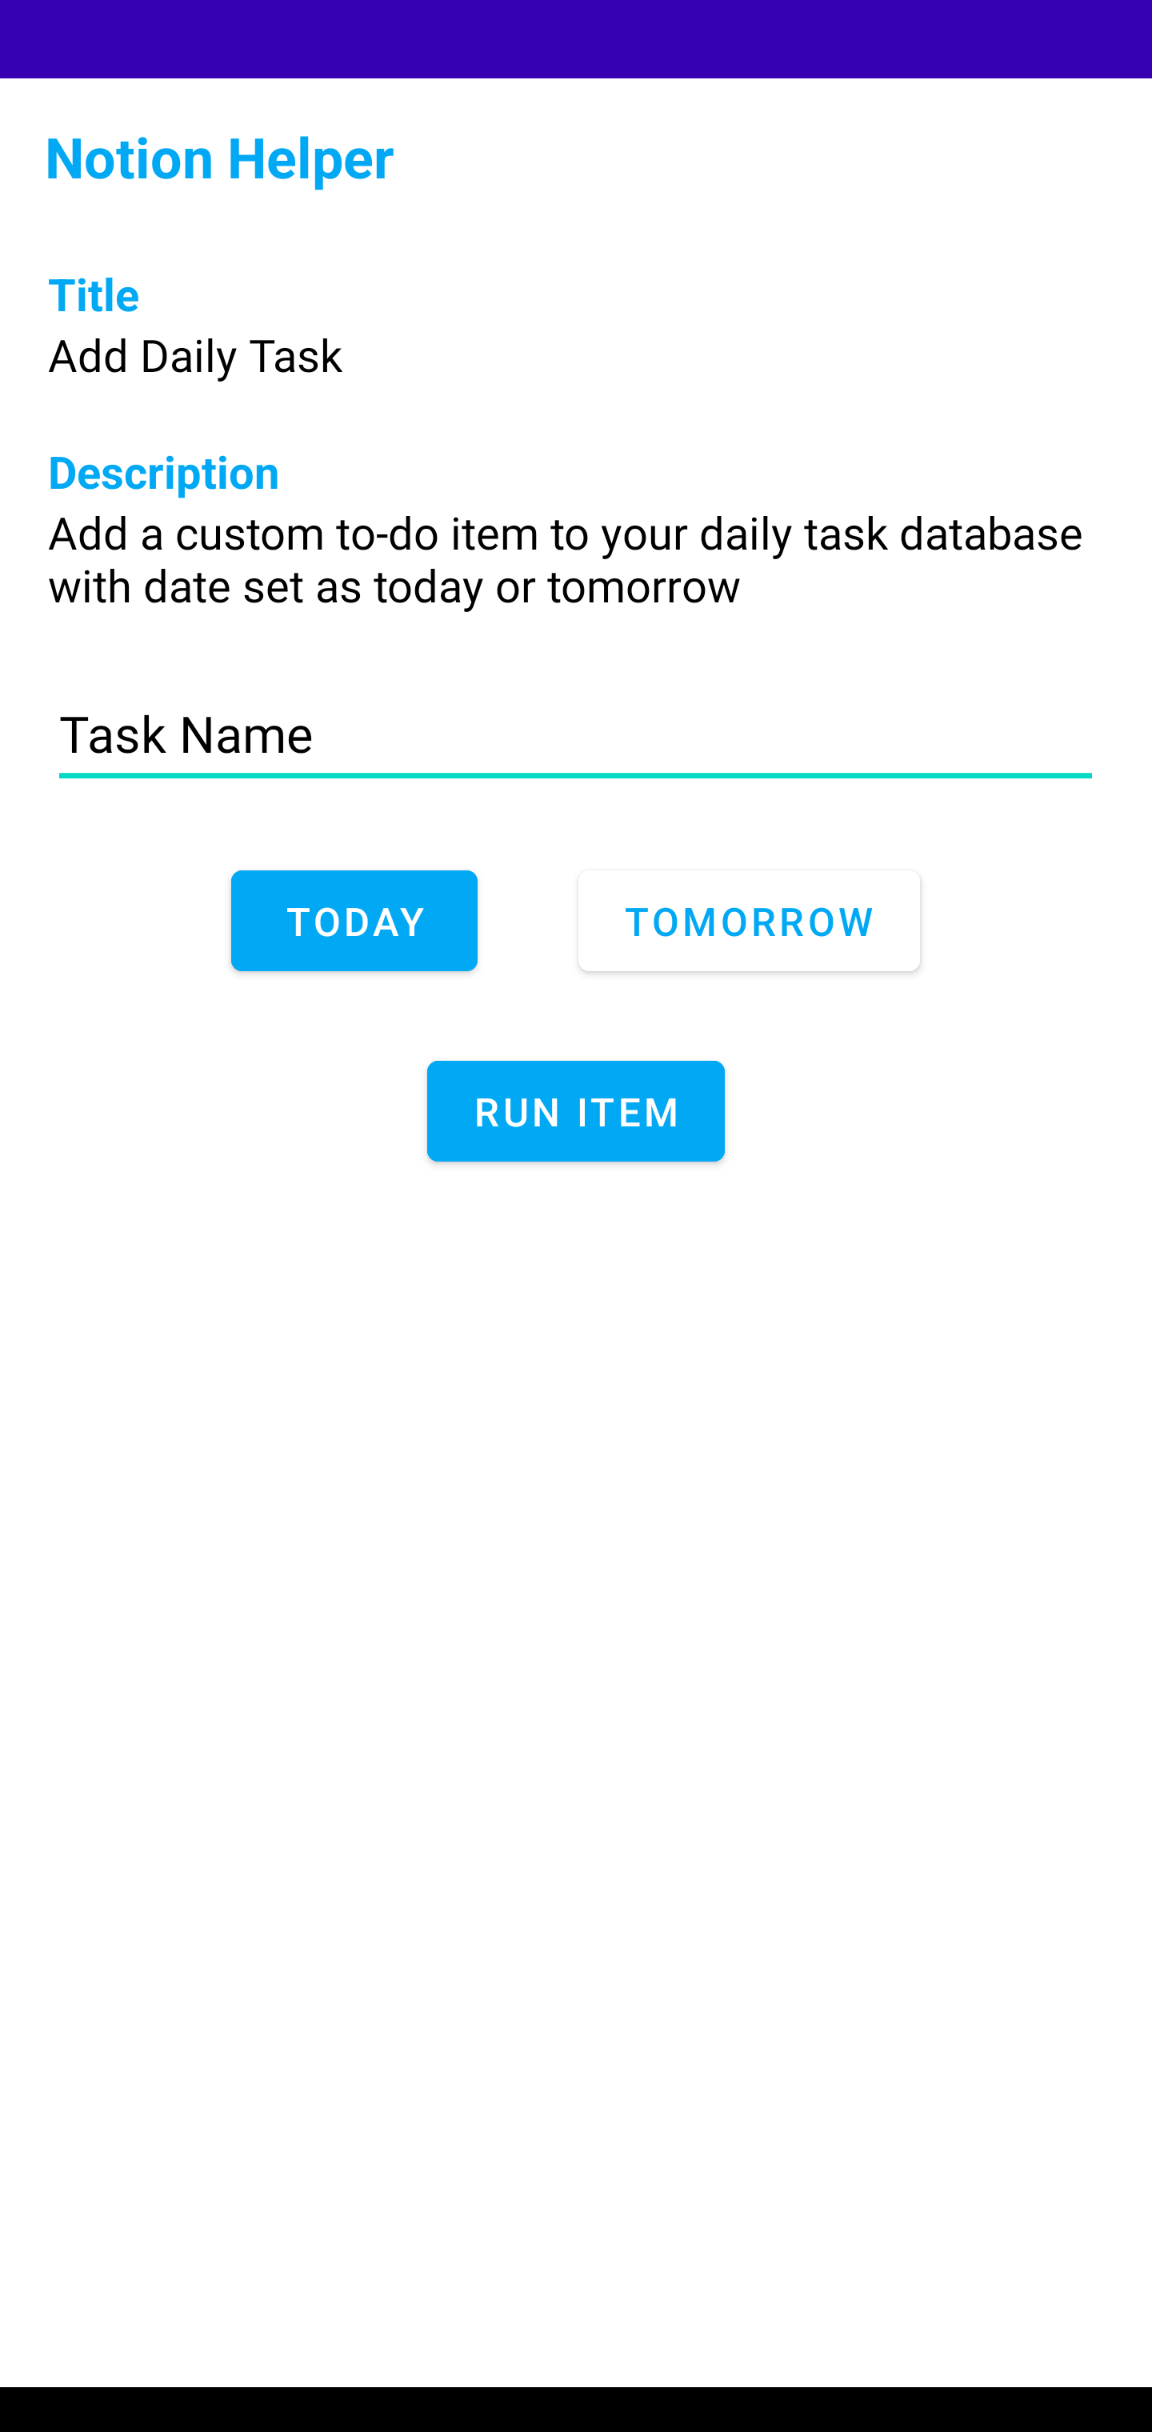 Notion Helper
Title
Add Daily Task
Description
Add a custom to-do item to your daily task database
with date set as today or tomorrow
Task Name
TODAY
TOMORROW
RUN ITEM